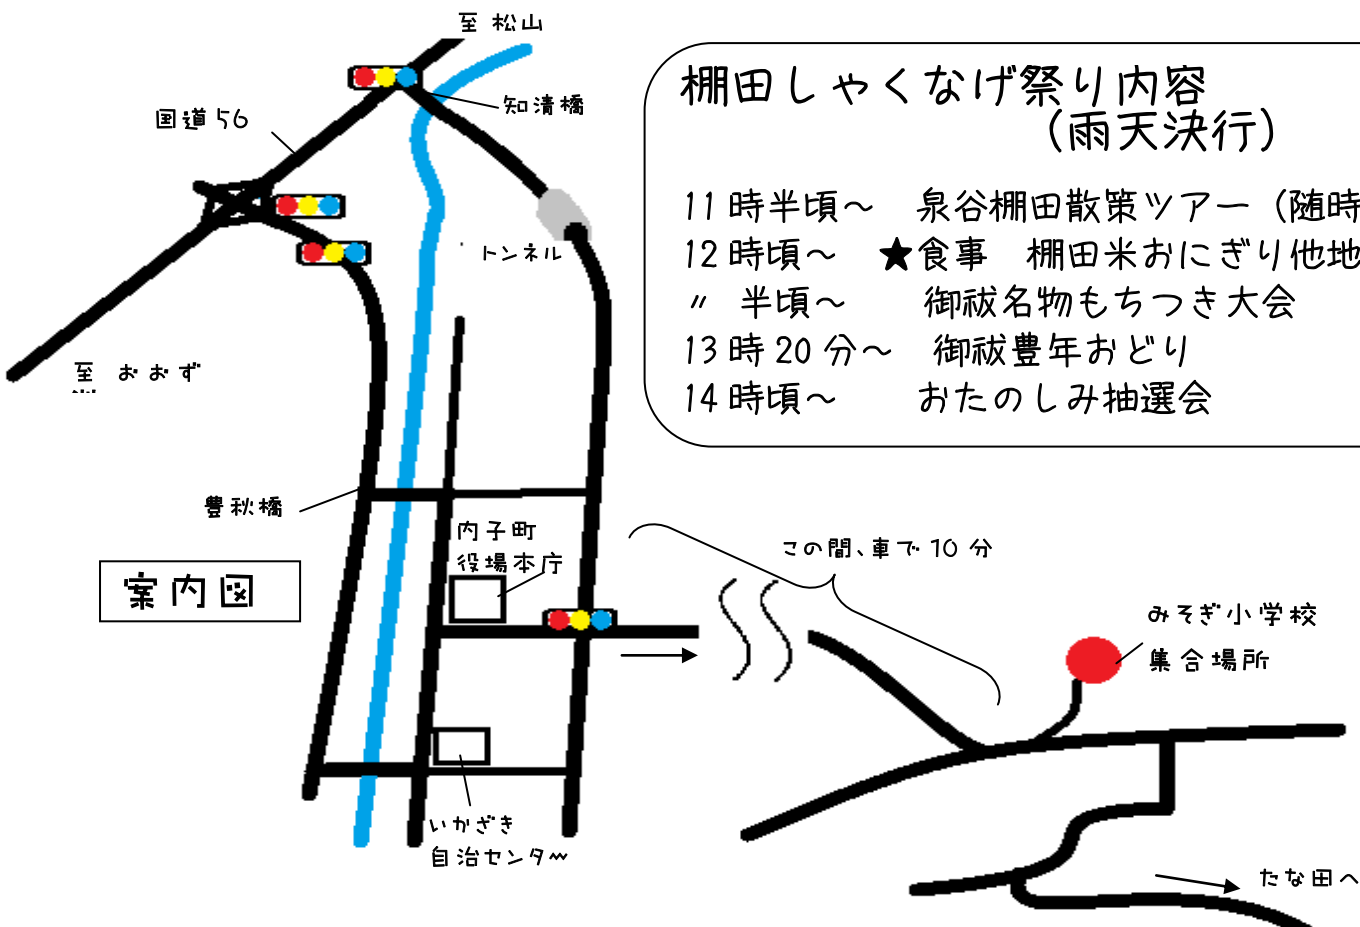 至 松山
知清橋
国道56
トンネル
至 おおず
棚田しゃくなげ祭り内容
(雨天決行)
11時半頃～ 泉谷棚田散策ツアー（随時
12時頃～ ★食事 棚田米おにぎり他地
〃 半頃～ 御祓名物もちつき大会
13時20分～ 御祓豊年おどり
14時頃～ おたのしみ抽選会
豊秋橋
内子町
役場本庁
この間、車で10分
案内図
みそぎ小学校
集合場所
いかざき
自治センター
たな田へ